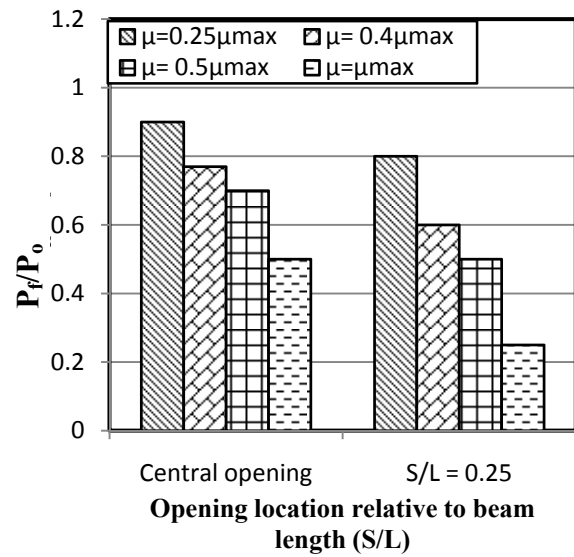 1.2
μ=0.25μmax μ= 0.4μmax
μ= 0.5μmax μ=μmax
1
0.8
0.6
0.4
0.2
0
Pf/Po
Central opening S/L = 0.25
Opening location relative to beam
length (S/L)